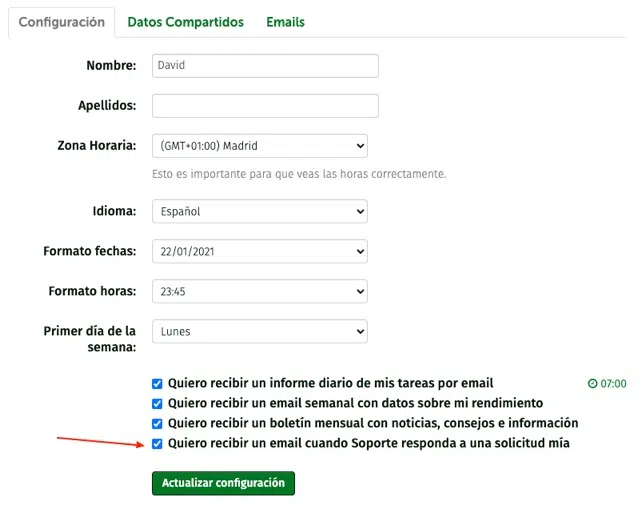 Configuración Datos Compartidos Emails
Nombre: David
Apellidos:
Zona Horaria: (GMT+01:00) Madrid
Esto es importante para que veas las horas correctamente.
Idioma: Español
Formato fechas: 22/01/2021
Formato horas: 23:45
Primer día de la
semana: Lunes
Quiero recibir un informe diario de mis tareas por email 07:00
Quiero recibir un email semanal con datos sobre mi rendimiento
Quiero recibir un boletín mensual con noticias, consejos e información
Quiero recibir un email cuando Soporte responda a una solicitud mía
Actualizar configuración